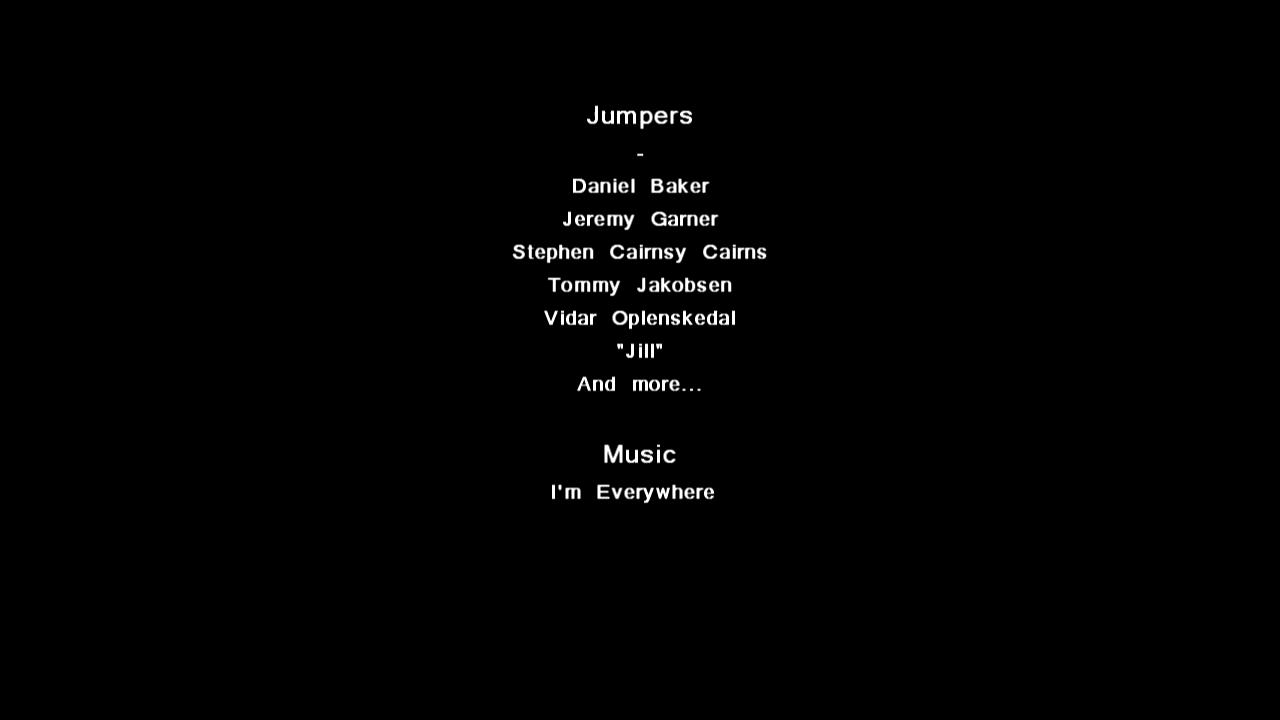 Jumpers
-
Daniel Baker
Jeremy Garner
Stephen Cairnsy Cairns
Tommy Jakobsen
Vidar Oplenskedal
"Jill"
And more...
Music
I'm Everywhere